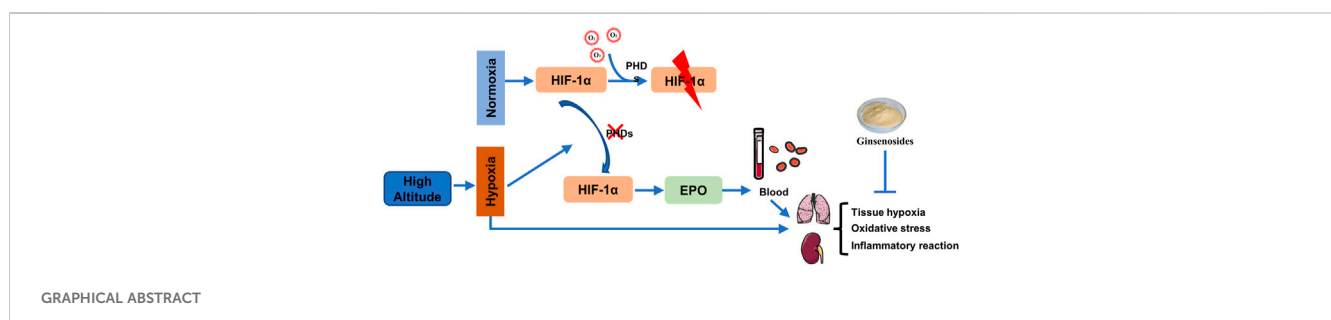 O₂
O₂
O₂
Normoxia
HIF-1α
PHD
s
HIF-1α
PHDs
Ginsenosides
High
Altitude
Hypoxia
HIF-1α
EPO
Blood
Tissue hypoxia
Oxidative stress
Inflammatory reaction
GRAPHICAL ABSTRACT